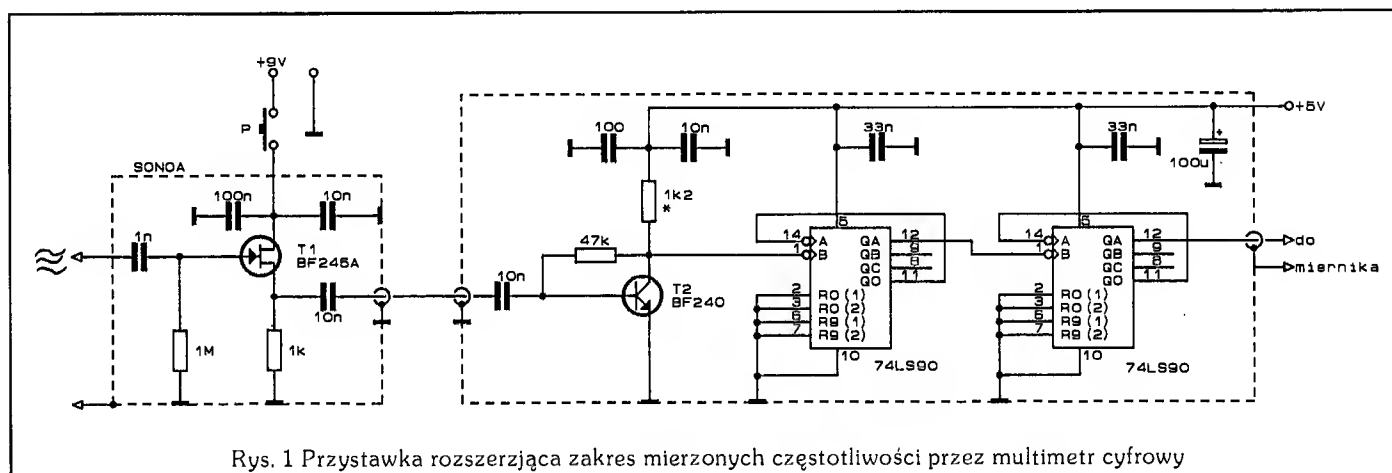 +9V
P
SONDA
100n
10n
1n
T1
BF245A
10n
1M
1k
100
10n
1k2
*
47k
10n
T2
BF240
33n
5
14 A QA 12
1 B QB 9
QC 8
QD 11
2 R0 (1)
3 R0 (2)
6 R9 (1)
7 R9 (2)
10
74LS90
33n
5
14 A QA 12
1 B QB 9
QC 8
QD 11
2 R0 (1)
3 R0 (2)
6 R9 (1)
7 R9 (2)
10
74LS90
+
100u
+5V
do
miernika
Rys. 1 Przystawka rozszerzjąca zakres mierzonych częstotliwości przez multimetr cyfrowy